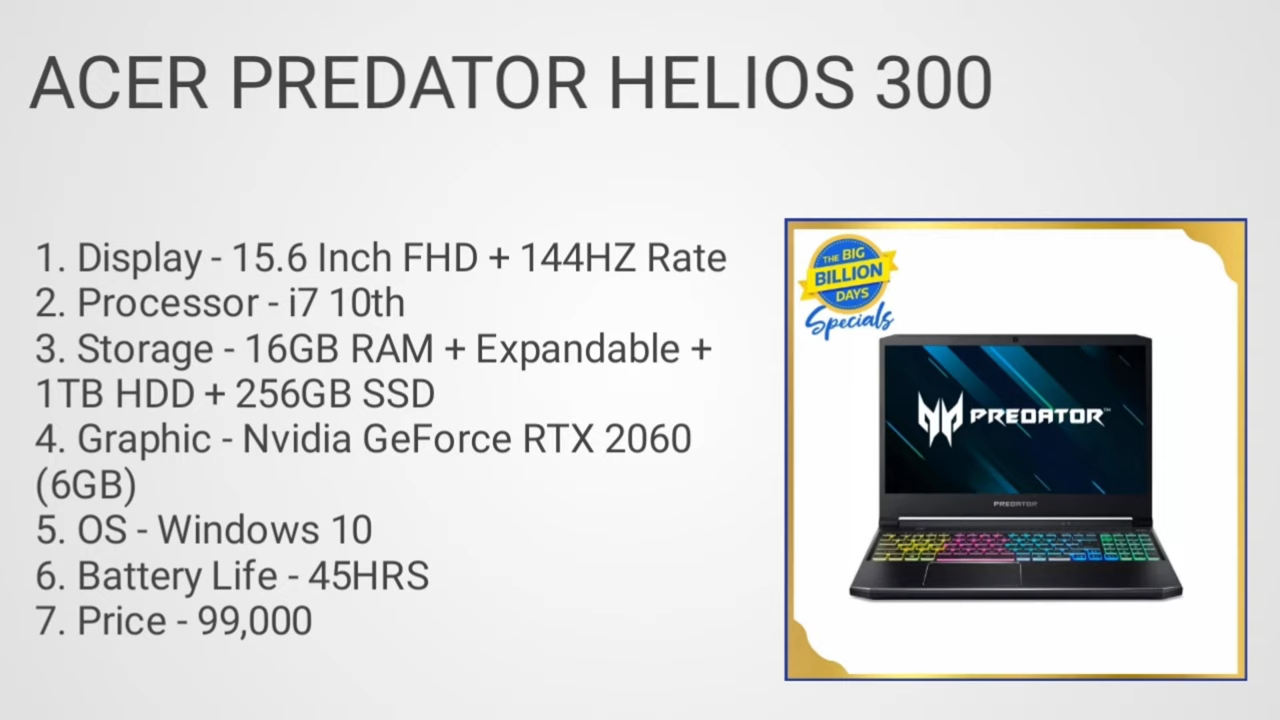 ACER PREDATOR HELIOS 300
1. Display - 15.6 Inch FHD + 144HZ Rate
2. Processor - i7 10th
3. Storage - 16GB RAM + Expandable +
1TB HDD + 256GB SSD
4. Graphic - Nvidia GeForce RTX 2060
(6GB)
5. OS - Windows 10
6. Battery Life - 45HRS
7. Price - 99,000
THE BIG
BILLION
DAYS
Specials
PREDATOR™
PREDATOR